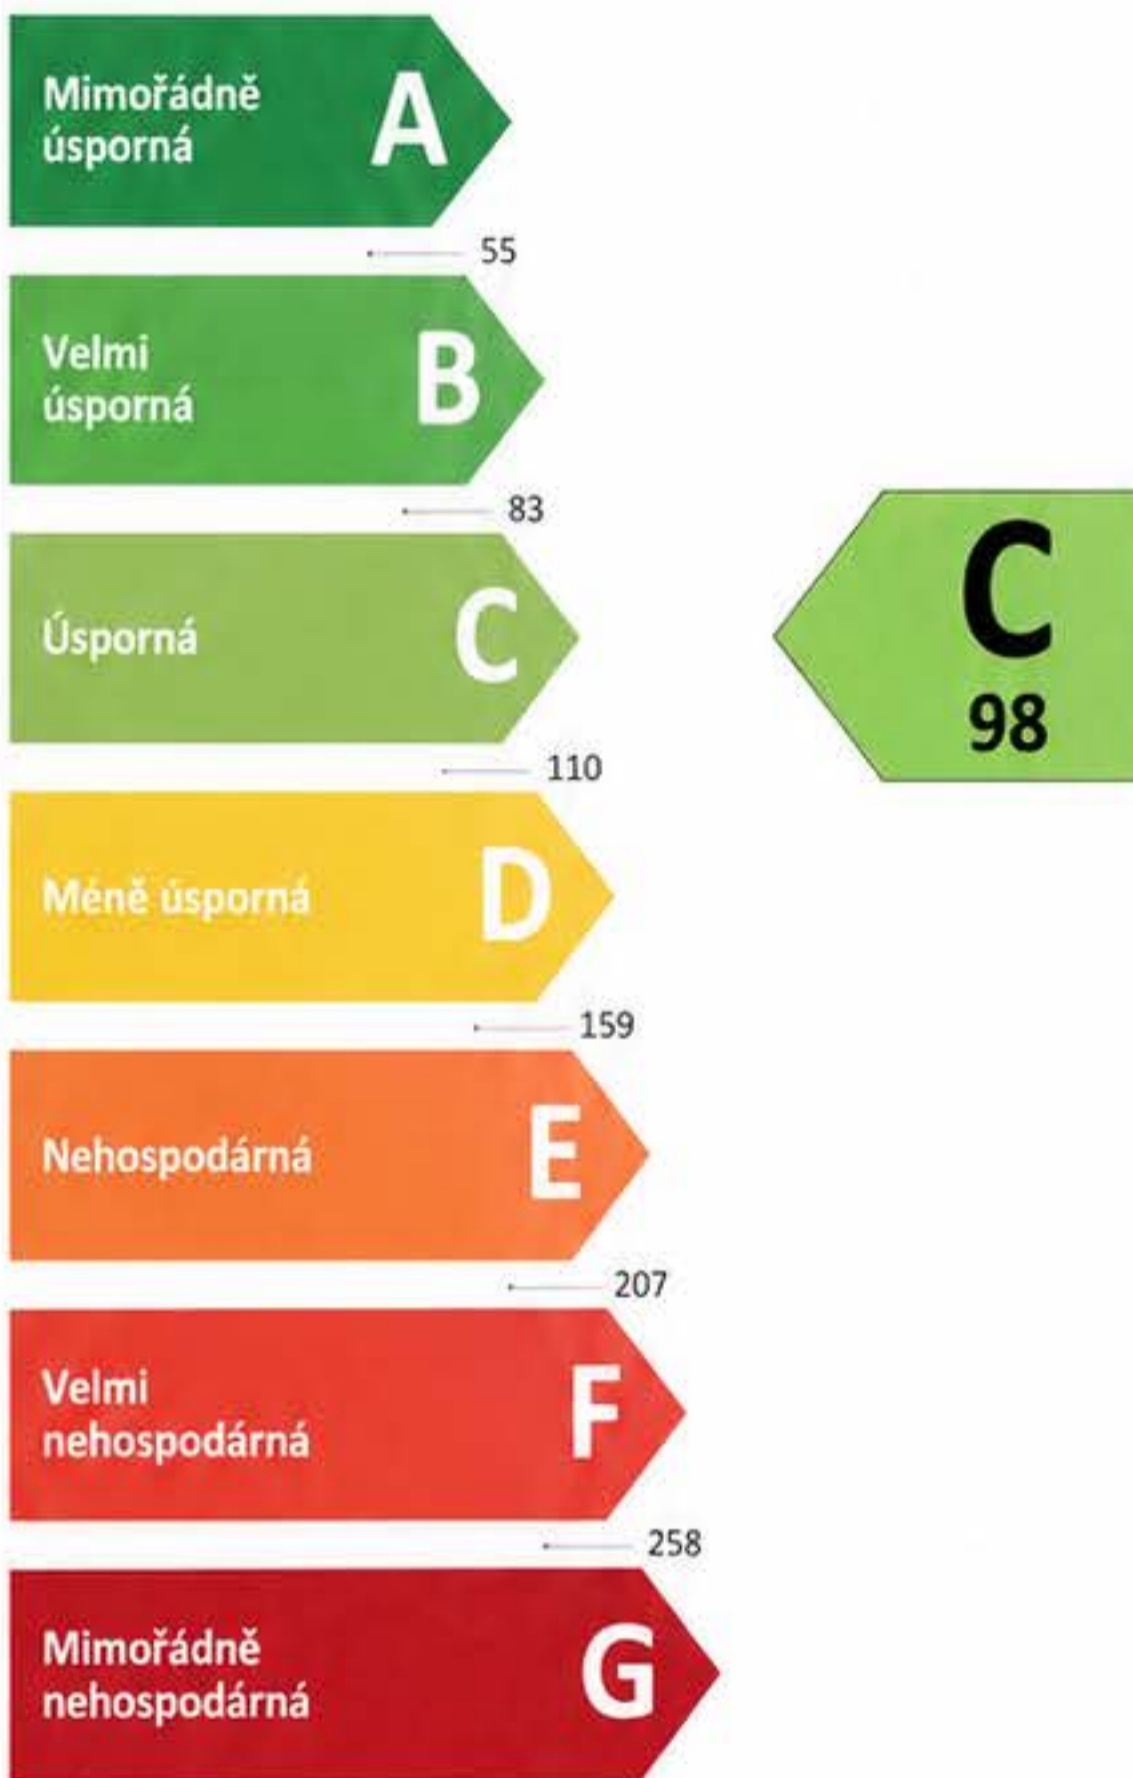 Mimořádně
úsporná
A
55
Velmi
úsporná
B
83
Úsporná
C
C
98
110
Méně úsporná
D
159
Nehospodárná
E
207
Velmi
nehospodárná
F
258
Mimořádně
nehospodárná
G